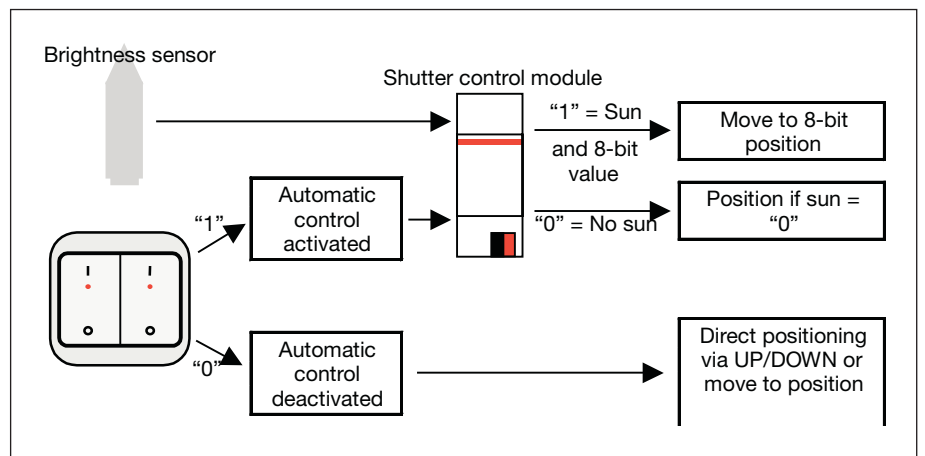 Brightness sensor
Shutter control module
“1” = Sun
and 8-bit
value
Move to 8-bit
position
“1”
Automatic
control
activated
“0” = No sun
Position if sun =
“0”
“0”
Automatic
control
deactivated
Direct positioning
via UP/DOWN or
move to position